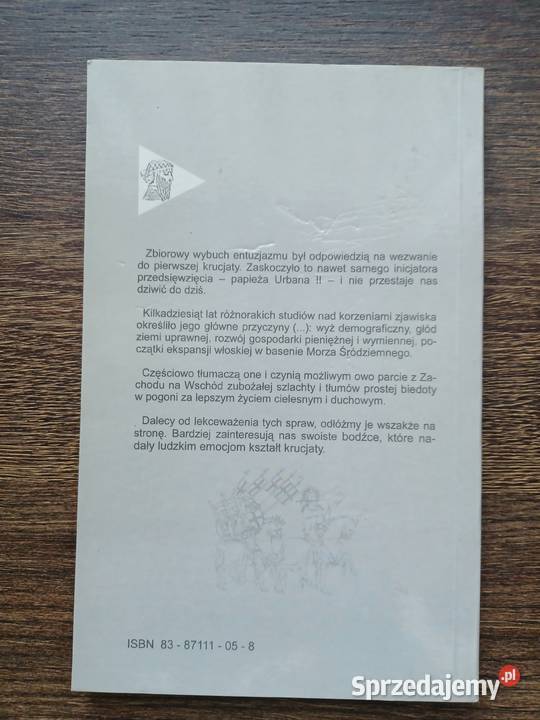 Zbiorowy wybuch entuzjazmu był odpowiedzią na wezwanie
do pierwszej krucjaty. Zaskoczyło to nawet samego inicjatora
przedsięwzięcia – papieża Urbana !! – i nie przestaje nas
dziwić do dziś.
Kilkadziesiąt lat różnorakich studiów nad korzeniami zjawiska
określiło jego główne przyczyny (...): wyż demograficzny, głód
ziemi uprawnej, rozwój gospodarki pieniężnej i wymiennej, po-
czątki ekspansji włoskiej w basenie Morza Śródziemnego.
Częściowo tłumaczą one i czynią możliwym owo parcie z Za-
chodu na Wschód zubożałej szlachty i tłumów prostej biedoty
w pogoni za lepszym życiem cielesnym i duchowym.
Dalecy od lekceważenia tych spraw, odłóżmy je wszakże na
stronę. Bardziej zainteresują nas swoiste bodźce, które na-
dały ludzkim emocjom kształt krucjaty.
ISBN 83 - 87111 - 05 - 8
Sprzedajemy.pl